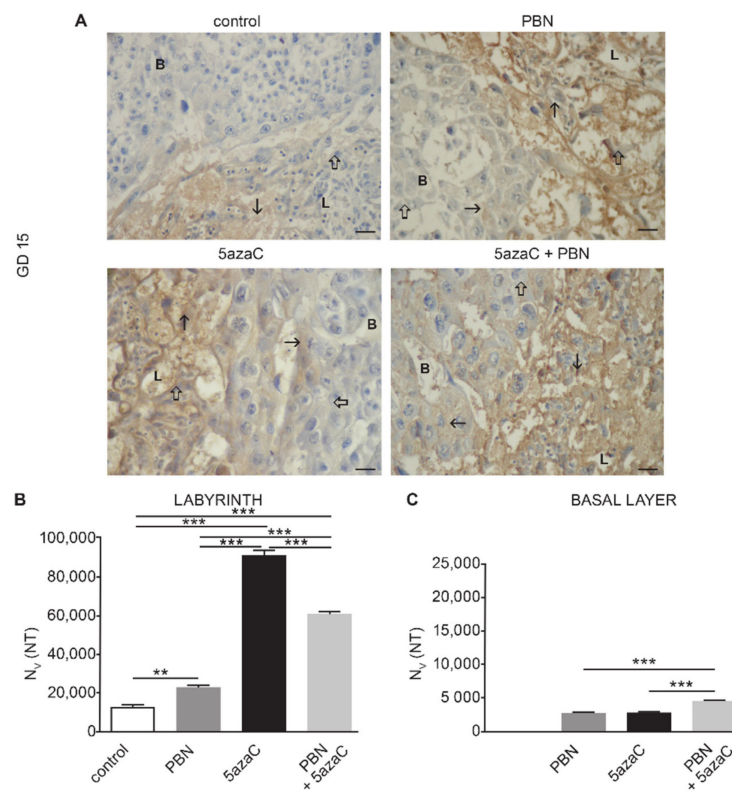 A
control
PBN
B
L
L
B
GD 15
5azaC
5azaC + PBN
B
L
B
L
B
LABYRINTH
C
BASAL LAYER
***
***
***
***
***
**
100,000
80,000
60,000
40,000
20,000
0
NV (NT)
control
PBN
5azaC
PBN
+ 5azaC
25,000
20,000
15,000
10,000
5 000
0
NV (NT)
***
***
PBN
5azaC
PBN
+ 5azaC